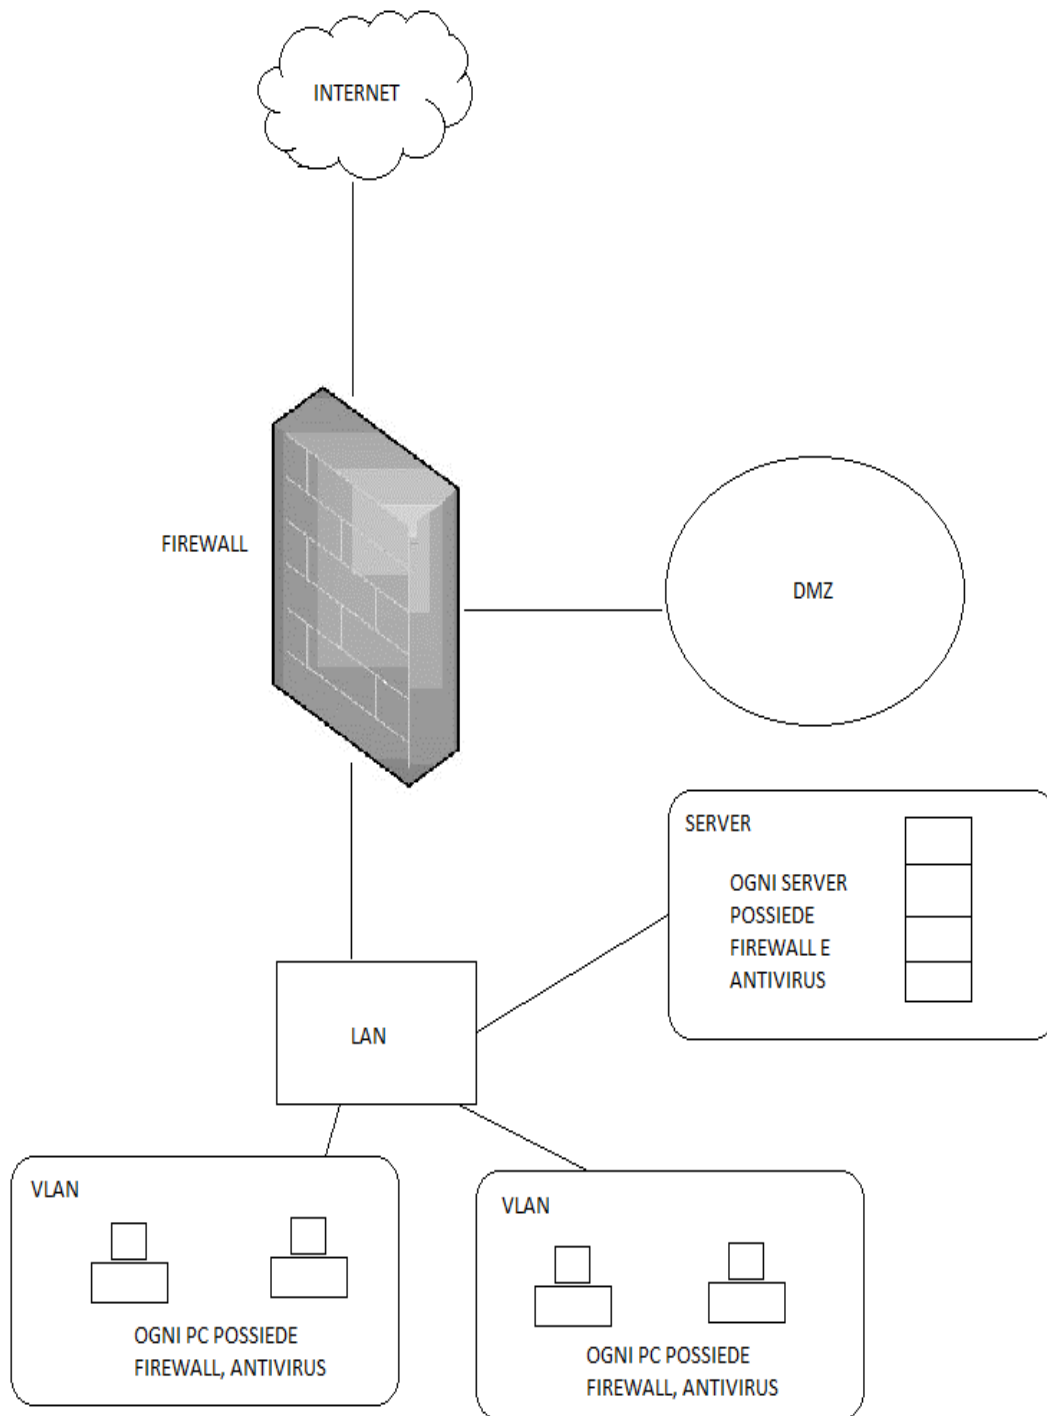 INTERNET
FIREWALL
DMZ
SERVER
OGNI SERVER
POSSIEDE
FIREWALL E
ANTIVIRUS
LAN
VLAN
OGNI PC POSSIEDE
FIREWALL, ANTIVIRUS
VLAN
OGNI PC POSSIEDE
FIREWALL, ANTIVIRUS